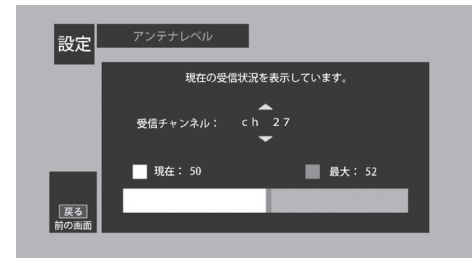 設定
アンテナレベル
現在の受信状況を表示しています。
受信チャンネル： ch 27
現在： 50 最大： 52
戻る
前の画面